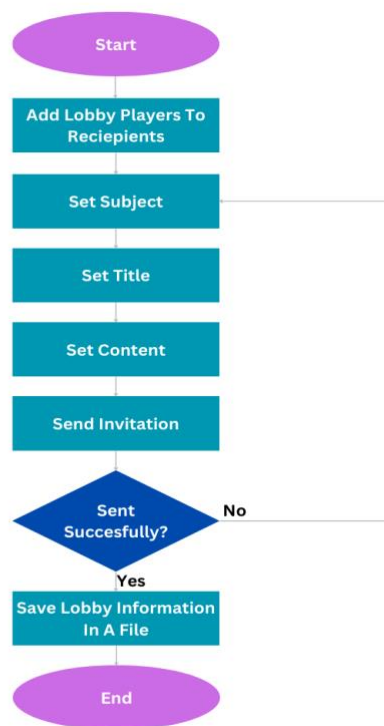 Start
Add Lobby Players To
Reciepients
Set Subject
Set Title
Set Content
Send Invitation
Sent
Succesfully?
No
Yes
Save Lobby Information
In A File
End